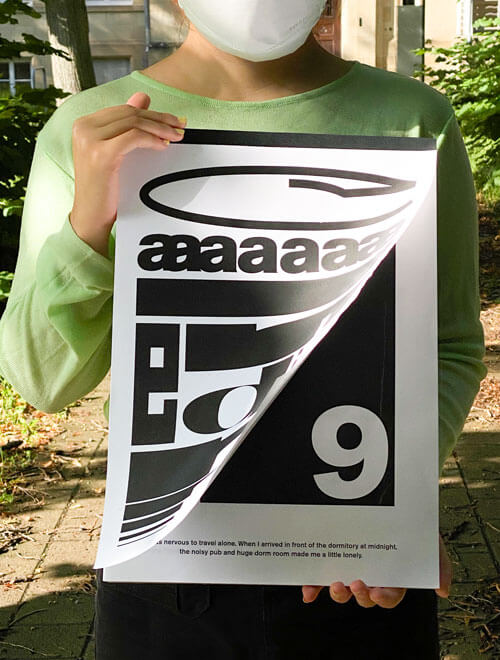 aaaaaaa
ed
9
s nervous to travel alone. When I arrived in front of the dormitory at midnight,
the noisy pub and huge dorm room made me a little lonely.